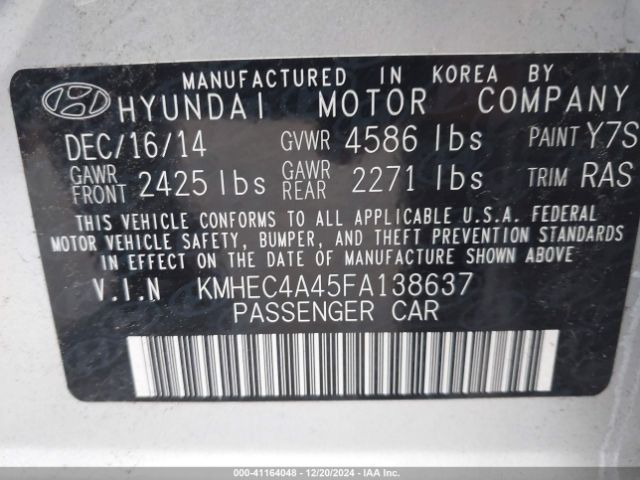 MANUFACTURED IN KOREA BY
HYUNDAI MOTOR COMPANY
DEC/16/14 GVWR 4586 lbs PAINT Y7S
GAWR FRONT 2425 lbs GAWR REAR 2271 lbs TRIM RAS
THIS VEHICLE CONFORMS TO ALL APPLICABLE U.S.A. FEDERAL
MOTOR VEHICLE SAFETY, BUMPER, AND THEFT PREVENTION STANDARDS
IN EFFECT ON THE DATE OF MANUFACTURE SHOWN ABOVE.
V.I.N KMHEC4A45FA138637
PASSENGER CAR
000-41164048 - 12/20/2024 - IMPACT